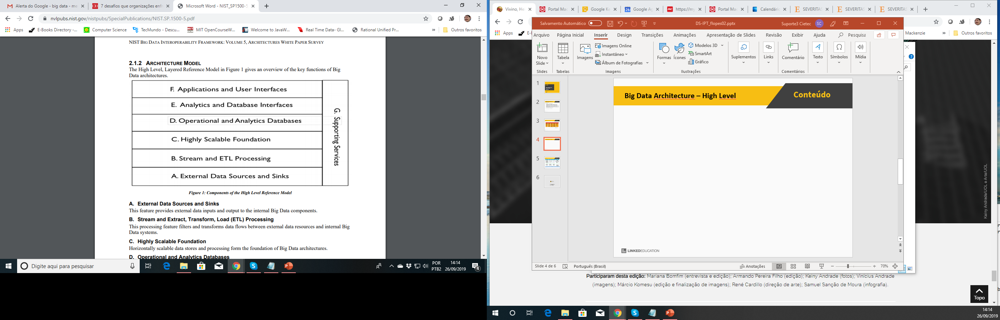 Alerta do Google - big data - me
7 desafios que organizações enf
Microsoft Word - NIST_SP1500-5
nvlpubs.nist.gov/nistpubs/SpecialPublications/NIST.SP.1500-5.pdf
Apps
E-Books Directory -...
Computer Science
TecMundo - Descu...
MIT OpenCourseW...
Welcome to JavaW...
Real Time Data- Gl...
Rational Unified Pr...
»
Outros favoritos
NIST BIG DATA INTEROPERABILITY FRAMEWORK: VOLUME 5, ARCHITECTURES WHITE PAPER SURVEY
2.1.2 ARCHITECTURE MODEL
The High Level, Layered Reference Model in Figure 1 gives an overview of the key functions of Big
Data architectures.
F. Applications and User Interfaces
E. Analytics and Database Interfaces
D. Operational and Analytics Databases
C. Highly Scalable Foundation
B. Stream and ETL Processing
A. External Data Sources and Sinks
G. Supporting Services
Figure 1: Components of the High Level Reference Model
A. External Data Sources and Sinks
This feature provides external data inputs and output to the internal Big Data components.
B. Stream and Extract, Transform, Load (ETL) Processing
This processing feature filters and transforms data flows between external data resources and internal Big
Data systems.
C. Highly Scalable Foundation
Horizontally scalable data stores and processing form the foundation of Big Data architectures.
D. Operational and Analytics Databases
Digite aqui para pesquisar
POR
PTB2
14:14
26/09/2019
4
Vivino, He
Portal Mac
Google Ke
Google Ag
https://my
Portal Mac
Calendário
SEVERITAS
SEVERITAS
SEVERITAS
Apps
Mackenzie
»
Outros favoritos
Salvamento Automático
DS-IPT_flopes02.pptx
Suporte3 Cietec
SC
Arquivo
Página Inicial
Inserir
Design
Transições
Animações
Apresentação de Slides
Revisão
Exibir
Ajuda
Pesquisa
Novo
Slide
Tabela
Imagens
Imagens Online
Instantâneo
Álbum de Fotografias
Formas
Ícones
Modelos 3D
SmartArt
Gráfico
Suplementos
Links
Comentário
Texto
Símbolos
Mídia
Slides
Tabelas
Imagens
Ilustrações
Comentários
1
2
3
4
5
6
Big Data Architecture – High Level
Conteúdo
LINKEDEDUCATION
Slide 4 de 6
Português (Brasil)
Anotações
70%
Keiny Andrade/UOL e Arte/UOL
Participaram desta edição: Mariana Bomfim (entrevista e edição); Armando Pereira Filho (edição); Keiny Andrade (fotos); Vinícius Andrade
(imagens); Márcio Komesu (edição e finalização de imagens); René Cardillo (direção de arte); Samuel Sanção de Moura (infografia).
Topo
14:14
26/09/2019